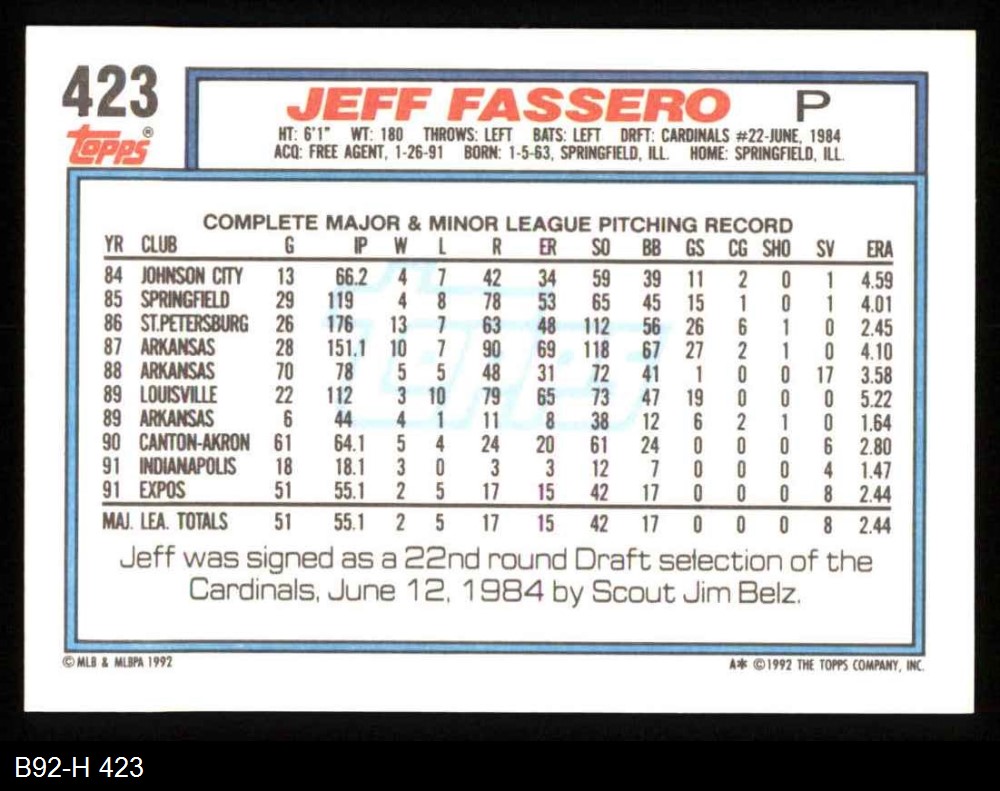 423
Topps®
JEFF FASSERO P
HT: 6'1" WT: 180 THROWS: LEFT BATS: LEFT DRFT: CARDINALS #22-JUNE, 1984
ACQ: FREE AGENT, 1-26-91 BORN: 1-5-63, SPRINGFIELD, ILL. HOME: SPRINGFIELD, ILL.
COMPLETE MAJOR & MINOR LEAGUE PITCHING RECORD
YR CLUB G IP W L R ER SO BB GS CG SHO SV ERA
84 JOHNSON CITY 13 66.2 4 7 42 34 59 39 11 2 0 1 4.59
85 SPRINGFIELD 29 119 4 8 78 53 65 45 15 1 0 1 4.01
86 ST.PETERSBURG 26 176 13 7 63 48 112 56 26 6 1 0 2.45
87 ARKANSAS 28 151.1 10 7 90 69 118 67 27 2 1 0 4.10
88 ARKANSAS 70 78 5 5 48 31 72 41 1 0 0 17 3.58
89 LOUISVILLE 22 112 3 10 79 65 73 47 19 0 0 0 5.22
89 ARKANSAS 6 44 4 1 11 8 38 12 6 2 1 0 1.64
90 CANTON-AKRON 61 64.1 5 4 24 20 61 24 0 0 0 6 2.80
91 INDIANAPOLIS 18 18.1 3 0 3 3 12 7 0 0 0 4 1.47
91 EXPOS 51 55.1 2 5 17 15 42 17 0 0 0 8 2.44
MAJ. LEA. TOTALS 51 55.1 2 5 17 15 42 17 0 0 0 8 2.44
Jeff was signed as a 22nd round Draft selection of the
Cardinals, June 12, 1984 by Scout Jim Belz.
© MLB & MLBPA 1992
A* © 1992 THE TOPPS COMPANY, INC.
B92-H 423